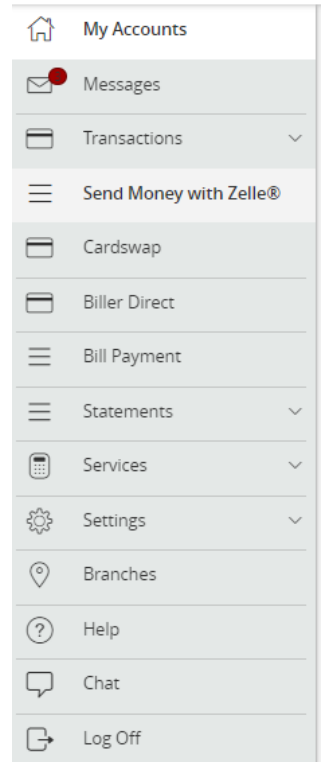 My Accounts
Messages
Transactions
Send Money with Zelle®
Cardswap
Biller Direct
Bill Payment
Statements
Services
Settings
Branches
Help
Chat
Log Off